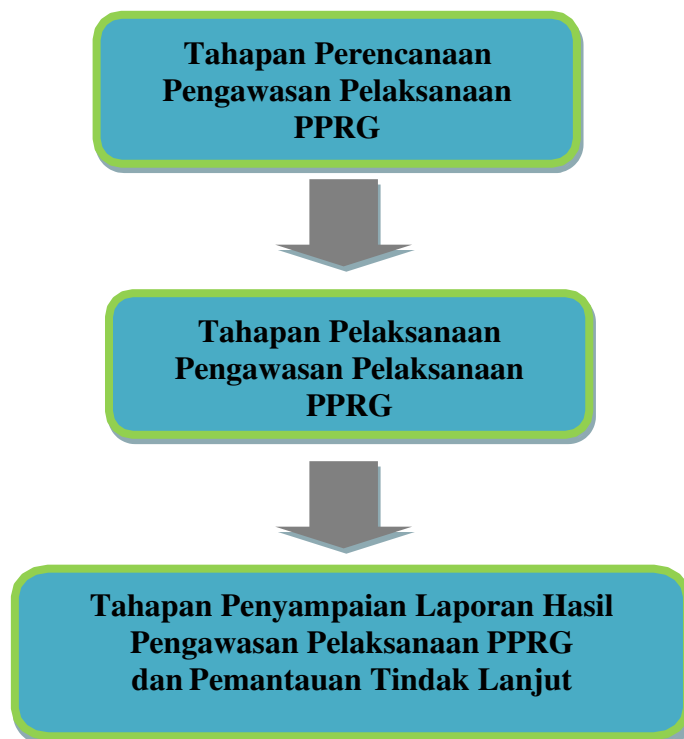 Tahapan Perencanaan
Pengawasan Pelaksanaan
PPRG
Tahapan Pelaksanaan
Pengawasan Pelaksanaan
PPRG
Tahapan Penyampaian Laporan Hasil
Pengawasan Pelaksanaan PPRG
dan Pemantauan Tindak Lanjut